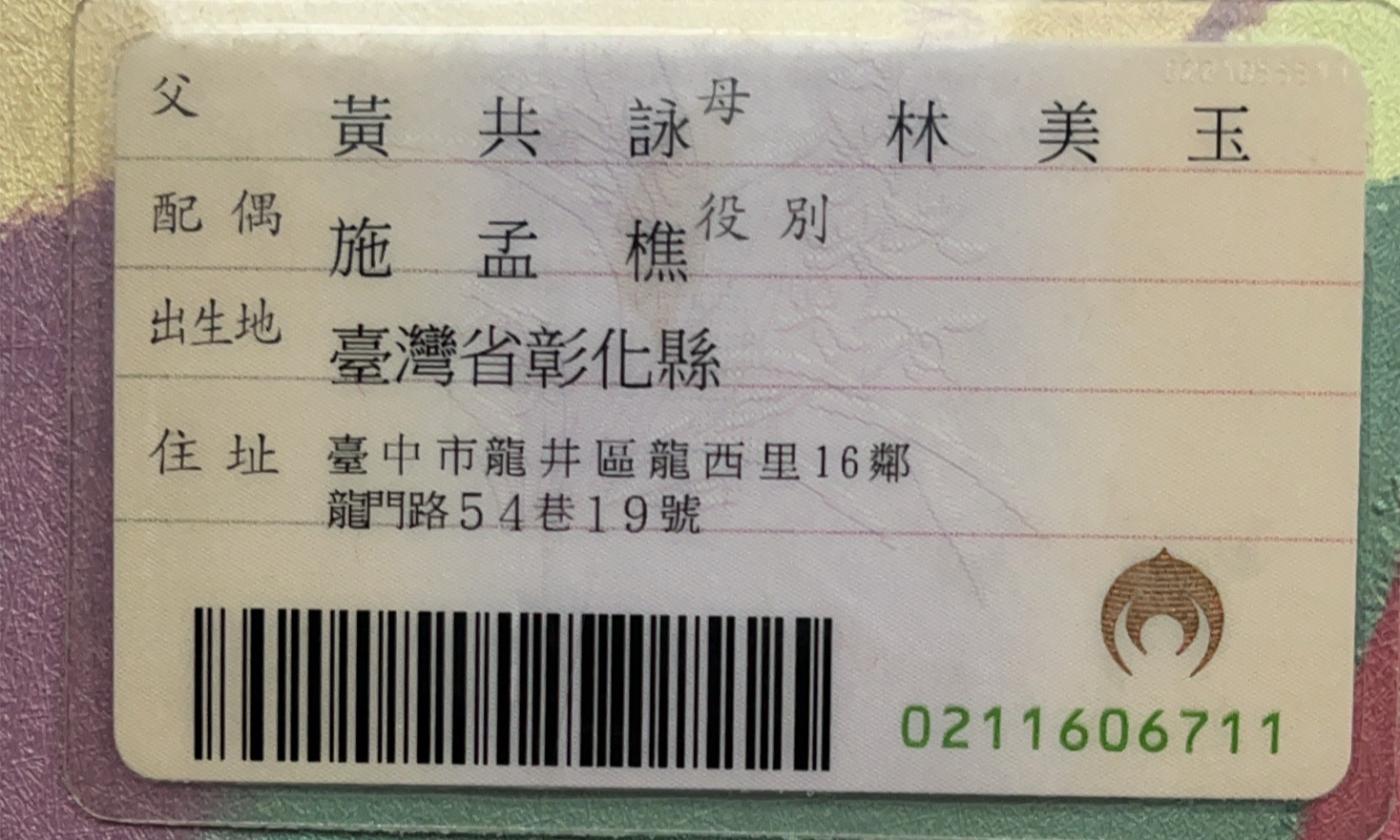 父 黃共詠 母 林美玉
配偶 施孟樵 役別
出生地 臺灣省彰化縣
住址 臺中市龍井區龍西里16鄰
龍門路54巷19號
0211606711